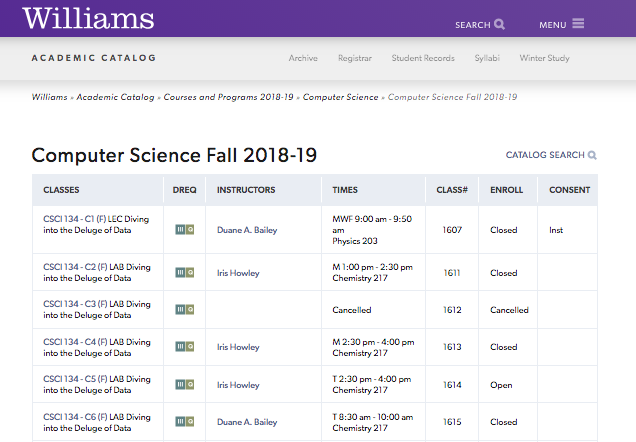 Williams
SEARCH
MENU
ACADEMIC CATALOG
Archive
Registrar
Student Records
Syllabi
Winter Study
Williams » Academic Catalog » Courses and Programs 2018-19 » Computer Science » Computer Science Fall 2018-19
Computer Science Fall 2018-19
CATALOG SEARCH
CLASSES DREQ INSTRUCTORS TIMES CLASS# ENROLL CONSENT
CSCI 134 - C1 (F) LEC Diving
into the Deluge of Data
III Q
Duane A. Bailey
MWF 9:00 am - 9:50
am
Physics 203
1607
Closed
Inst
CSCI 134 - C2 (F) LAB Diving
into the Deluge of Data
III Q
Iris Howley
M 1:00 pm - 2:30 pm
Chemistry 217
1611
Closed
CSCI 134 - C3 (F) LAB Diving
into the Deluge of Data
III Q
Cancelled
1612
Cancelled
CSCI 134 - C4 (F) LAB Diving
into the Deluge of Data
III Q
Iris Howley
M 2:30 pm - 4:00 pm
Chemistry 217
1613
Closed
CSCI 134 - C5 (F) LAB Diving
into the Deluge of Data
III Q
Iris Howley
T 2:30 pm - 4:00 pm
Chemistry 217
1614
Open
CSCI 134 - C6 (F) LAB Diving
into the Deluge of Data
III Q
Duane A. Bailey
T 8:30 am - 10:00 am
Chemistry 217
1615
Closed